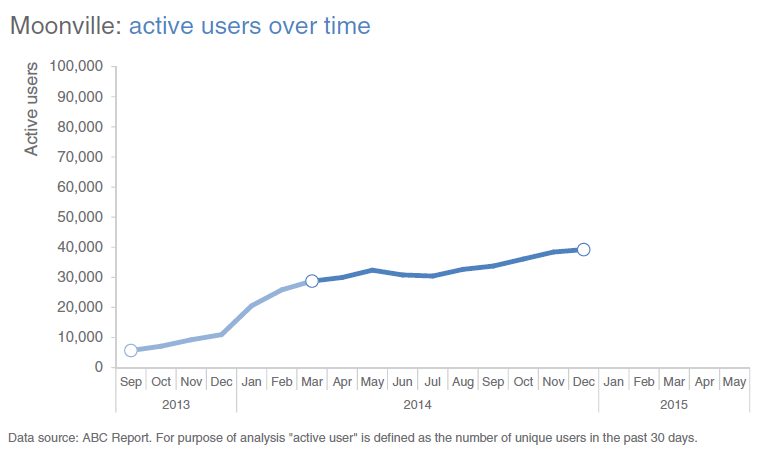 Moonville: active users over time
Active users
100,000
90,000
80,000
70,000
60,000
50,000
40,000
30,000
20,000
10,000
0
Sep Oct Nov Dec Jan Feb Mar Apr May Jun Jul Aug Sep Oct Nov Dec Jan Feb Mar Apr May
2013 2014 2015
Data source: ABC Report. For purpose of analysis "active user" is defined as the number of unique users in the past 30 days.